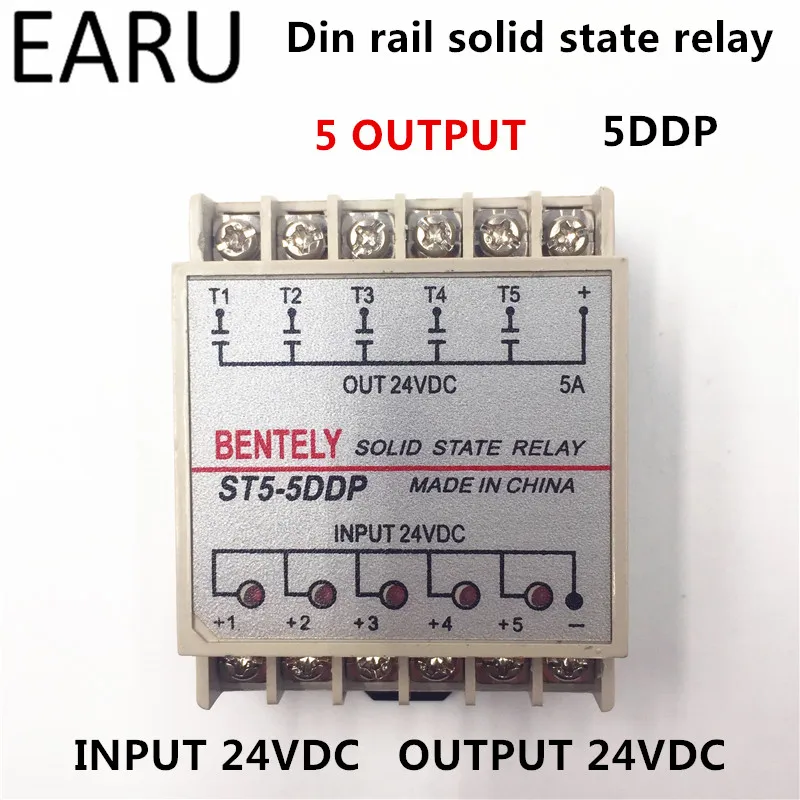 EARU
Din rail solid state relay
5 OUTPUT 5DDP
T1 T2 T3 T4 T5 +
OUT 24VDC 5A
BENTELY SOLID STATE RELAY
ST5-5DDP MADE IN CHINA
INPUT 24VDC
+1 +2 +3 +4 +5 −
INPUT 24VDC OUTPUT 24VDC